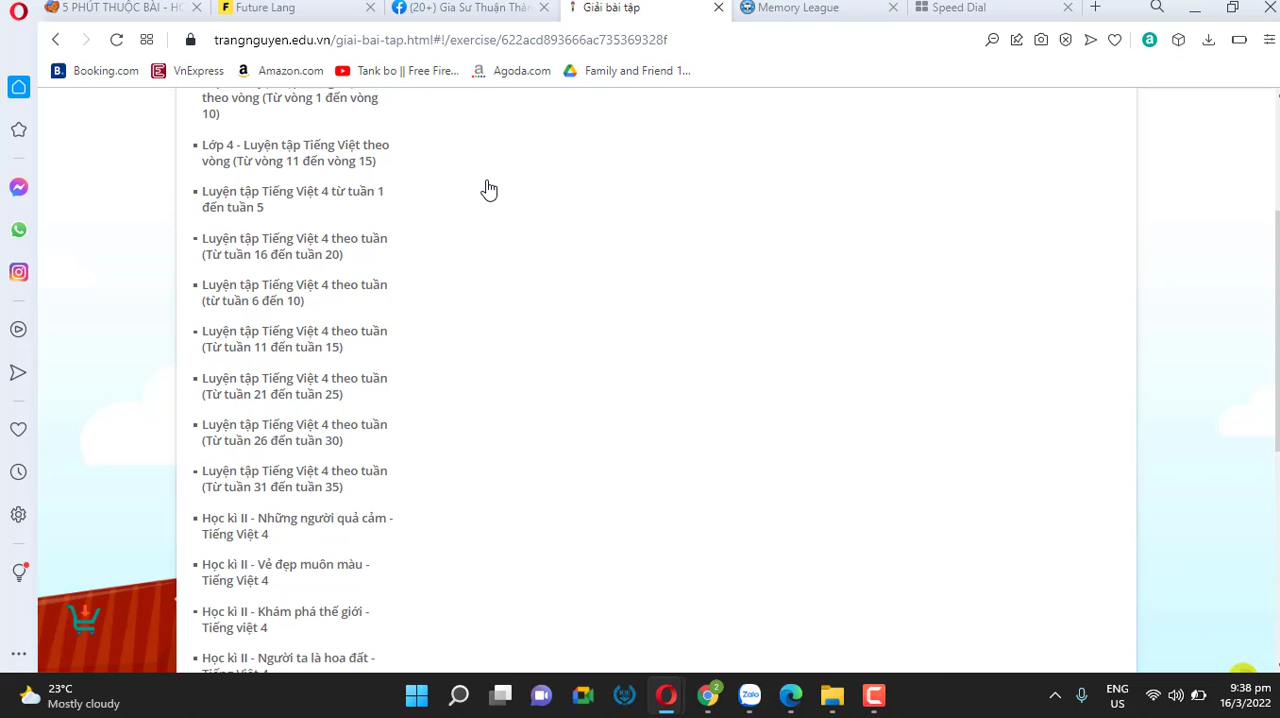 5 PHÚT THUỘC BÀI - HO
Future Lang
(20+) Gia Sư Thuận Thàn
Giải bài tập
Memory League
Speed Dial
trangnguyen.edu.vn/giai-bai-tap.html#!/exercise/622acd893666ac735369328f
Booking.com
VnExpress
Amazon.com
Tank bo || Free Fire...
Agoda.com
Family and Friend 1...
theo vòng (Từ vòng 1 đến vòng
10)
Lớp 4 - Luyện tập Tiếng Việt theo
vòng (Từ vòng 11 đến vòng 15)
Luyện tập Tiếng Việt 4 từ tuần 1
đến tuần 5
Luyện tập Tiếng Việt 4 theo tuần
(Từ tuần 16 đến tuần 20)
Luyện tập Tiếng Việt 4 theo tuần
(từ tuần 6 đến 10)
Luyện tập Tiếng Việt 4 theo tuần
(Từ tuần 11 đến tuần 15)
Luyện tập Tiếng Việt 4 theo tuần
(Từ tuần 21 đến tuần 25)
Luyện tập Tiếng Việt 4 theo tuần
(Từ tuần 26 đến tuần 30)
Luyện tập Tiếng Việt 4 theo tuần
(Từ tuần 31 đến tuần 35)
Học kì II - Những người quả cảm -
Tiếng Việt 4
Học kì II - Vẻ đẹp muôn màu -
Tiếng Việt 4
Học kì II - Khám phá thế giới -
Tiếng việt 4
Học kì II - Người ta là hoa đất -
Tiếng Việt 4
23°C
Mostly cloudy
2
ENG
US
9:38 pm
16/3/2022